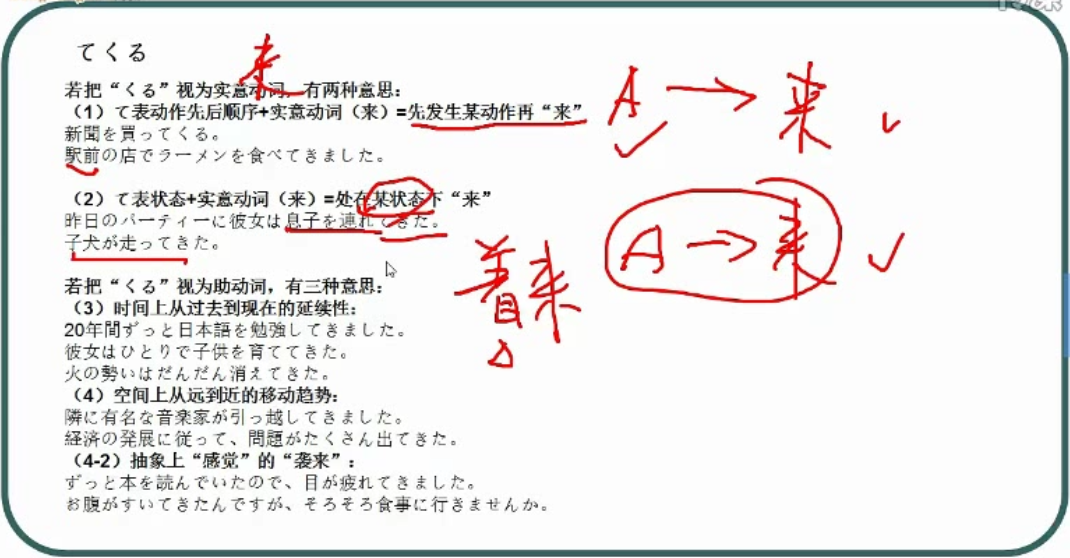 てくる
若把“くる”视为实意动词，有两种意思：
（1）て表动作先后顺序+实意动词（来）=先发生某动作再“来”
新聞を買ってくる。
駅前の店でラーメンを食べてきました。
（2）て表状态+实意动词（来）=处在某状态下“来”
昨日のパーティーに彼女は息子を連れてきた。
子犬が走ってきた。
若把“くる”视为助动词，有三种意思：
（3）时间上从过去到现在的延续性：
20年間ずっと日本語を勉強してきました。
彼女はひとりで子供を育ててきた。
火の勢いはだんだん消えてきた。
（4）空间上从远到近的移动趋势：
隣に有名な音楽家が引っ越してきました。
経済の発展に従って、問題がたくさん出てきた。
（4-2）抽象上“感觉”的“袭来”：
ずっと本を読んでいたので、目が疲れてきました。
お腹がすいてきたんですが、そろそろ食事に行きませんか。
来
A → 来
A → 来
着来